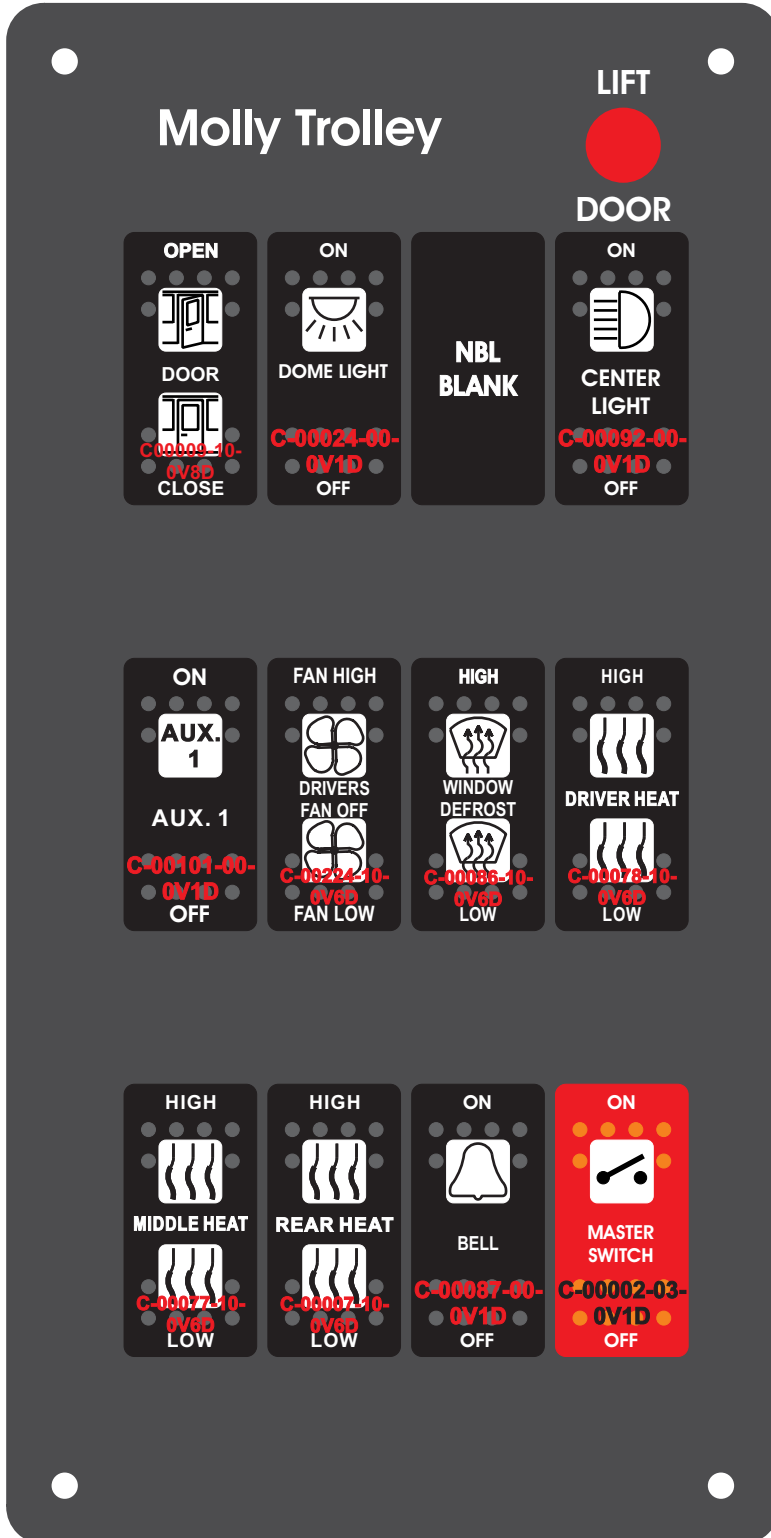 LIFT
Molly Trolley
DOOR
OPEN
DOOR
C00009-10-
0V8D
CLOSE
ON
DOME LIGHT
C-00024-00-
0V1D
OFF
NBL
BLANK
ON
CENTER
LIGHT
C-00092-00-
0V1D
OFF
ON
AUX.
1
AUX. 1
C-00101-00-
0V1D
OFF
FAN HIGH
DRIVERS
FAN OFF
C-00224-10-
0V6D
FAN LOW
HIGH
WINDOW
DEFROST
C-00086-10-
0V6D
LOW
HIGH
DRIVER HEAT
C-00078-10-
0V6D
LOW
HIGH
MIDDLE HEAT
C-00077-10-
0V6D
LOW
HIGH
REAR HEAT
C-00007-10-
0V6D
LOW
ON
BELL
C-00087-00-
0V1D
OFF
ON
MASTER
SWITCH
C-00002-03-
0V1D
OFF